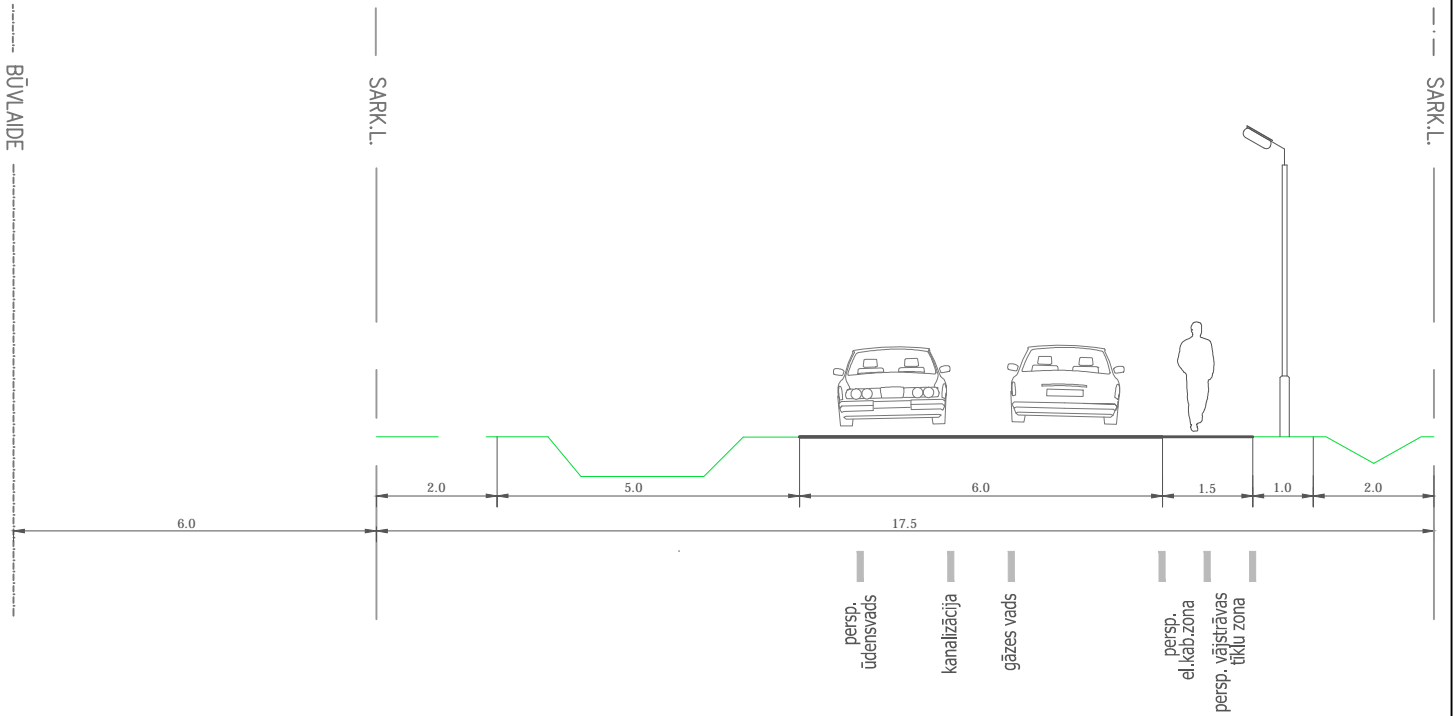 BŪVLAIDE
SARK.L.
SARK.L.
2.0
5.0
6.0
1.5
1.0
2.0
6.0
17.5
persp.
ūdensvads
kanalizācija
gāzes vads
persp.
el.kab.zona
persp. vājstrāvas
tīklu zona